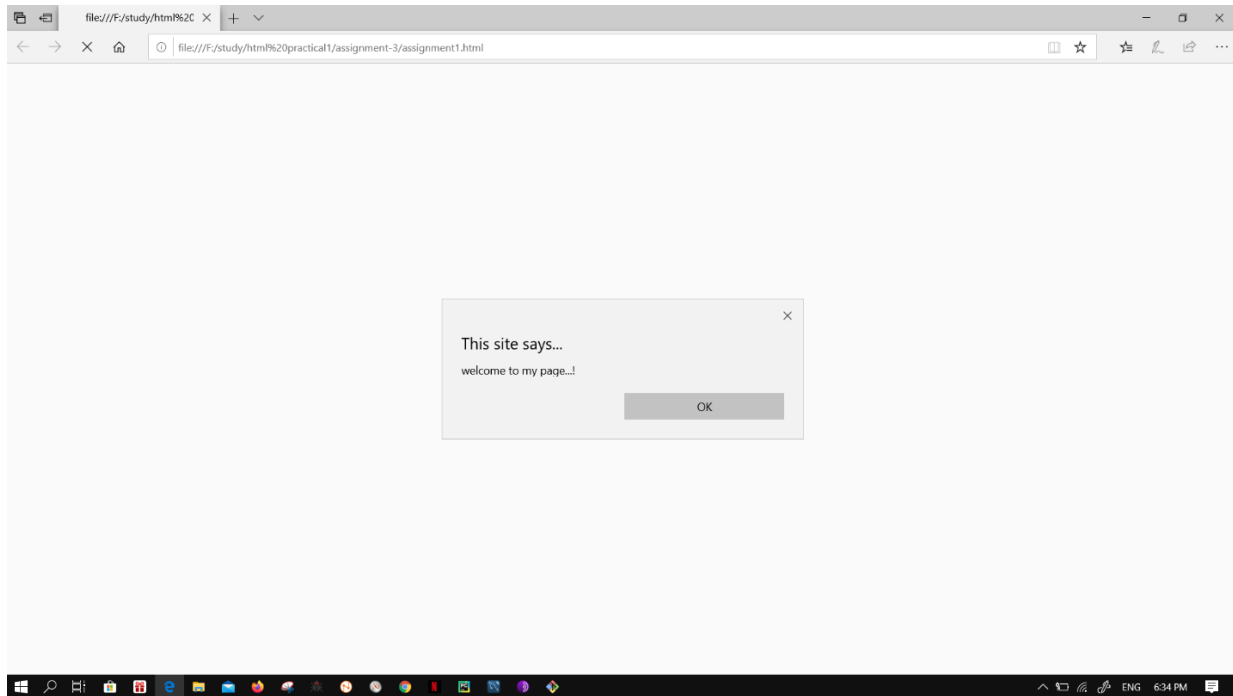 file:///F:/study/html%20
file:///F:/study/html%20practical1/assignment-3/assignment1.html
This site says...
welcome to my page...!
OK
ENG 6:34 PM